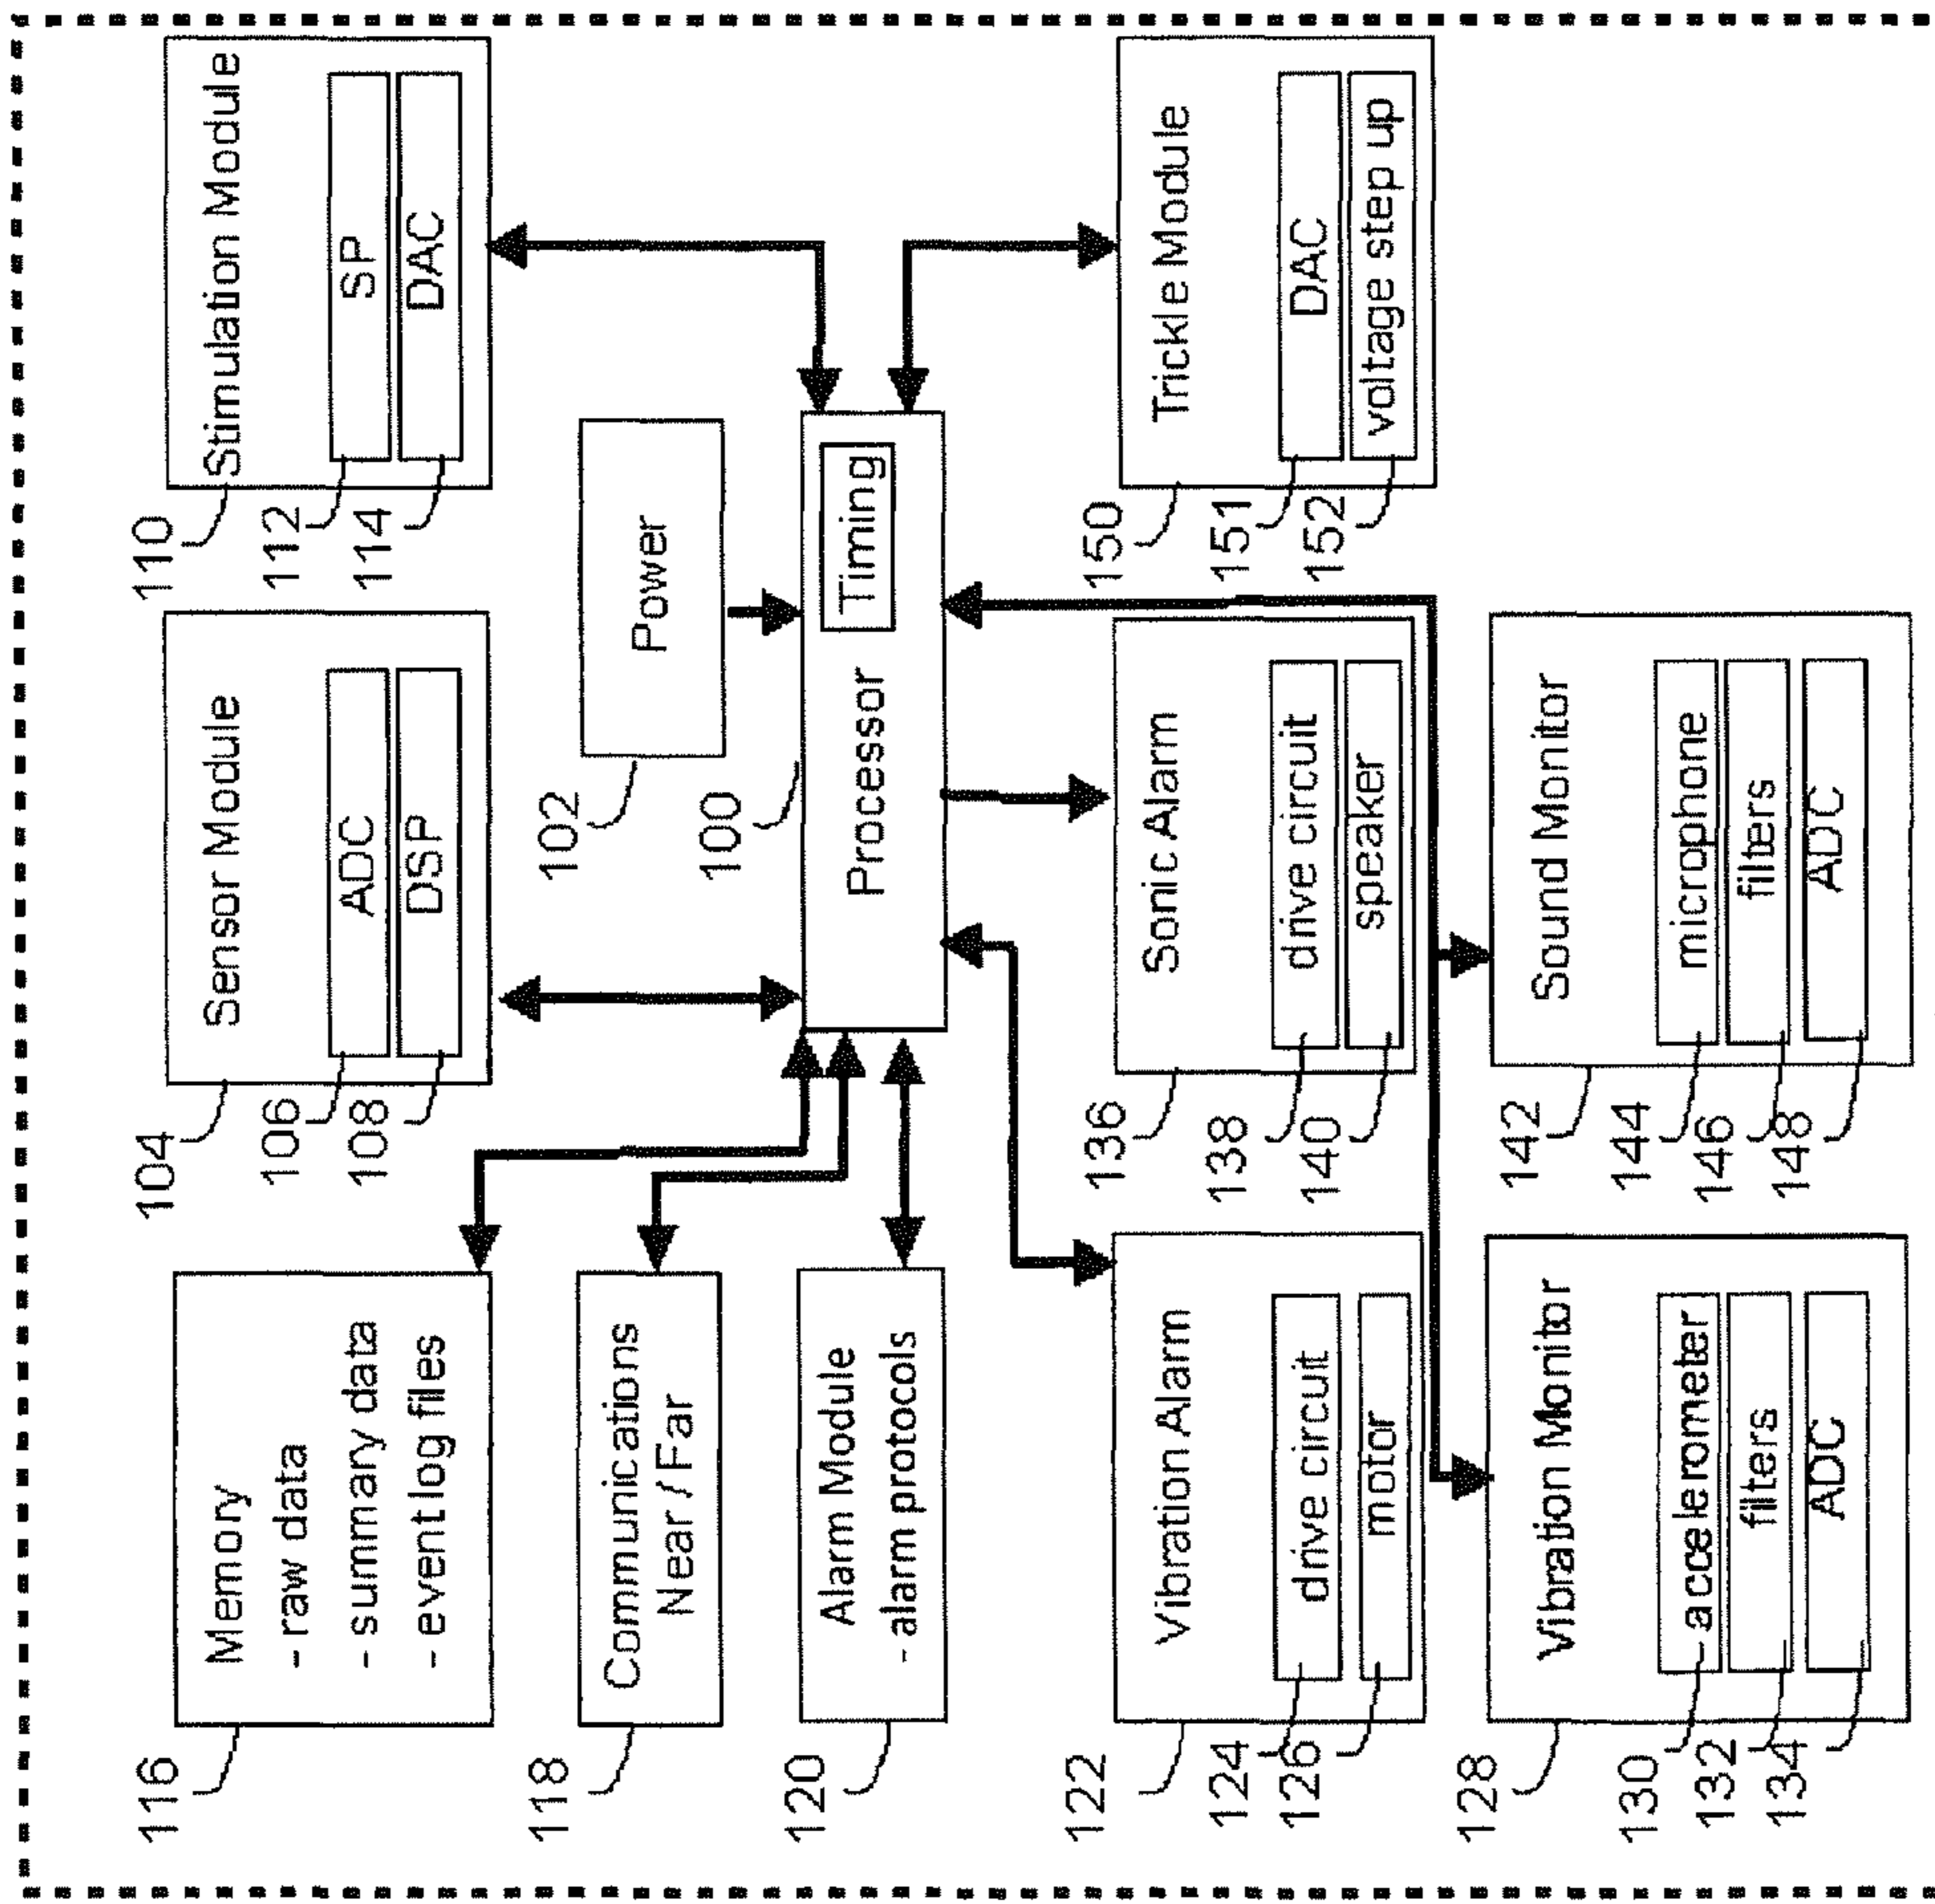 116
Memory
- raw data
- summary data
- event log files
104
Sensor Module
106
ADC
108
DSP
110
Stimulation Module
112
SP
114
DAC
118
Communications
Near / Far
102
Power
120
Alarm Module
- alarm protocols
100
Processor
Timing
122
Vibration Alarm
124
drive circuit
126
motor
136
Sonic Alarm
138
drive circuit
140
speaker
150
Trickle Module
151
DAC
152
voltage step up
128
Vibration Monitor
130
accelerometer
132
filters
134
ADC
142
Sound Monitor
144
microphone
146
filters
148
ADC